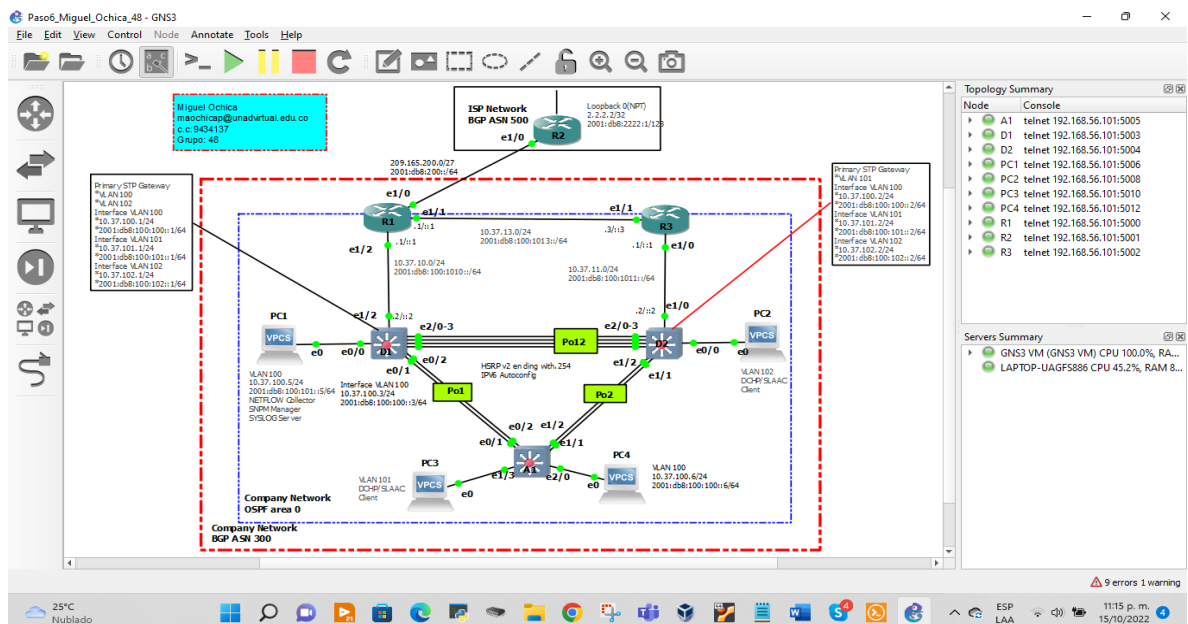 Paso6_Miguel_Ochica_48 - GNS3
File Edit View Control Node Annotate Tools Help
Miguel Ochica
maochicap@unadvirtual.edu.co
c.c:9434137
Grupo: 48
ISP Network
BGP ASN 500
Loopback 0(NPT)
2.2.2.2/32
2001:db8:2222:1/128
R2
e1/0
209.165.200.0/27
2001:db8:200::/64
Primary STP Gateway
*VLAN 100
*VLAN 102
Interface VLAN 100
*10.37.100.1/24
*2001:db8:100:100::1/64
Interface VLAN 101
*10.37.101.1/24
*2001:db8:100:101::1/64
Interface VLAN 102
*10.37.102.1/24
*2001:db8:100:102::1/64
Primary STP Gateway
*VLAN 101
Interface VLAN 100
*10.37.100.2/24
*2001:db8:100:100::2/64
Interface VLAN 101
*10.37.101.2/24
*2001:db8:100:101::2/64
Interface VLAN 102
*10.37.102.2/24
*2001:db8:100:102::2/64
e1/0
R1
e1/1
.1/::1
e1/2
.1/::1
10.37.13.0/24
2001:db8:100:1013::/64
e1/1
.3/::3
R3
.1/::1
e1/0
10.37.10.0/24
2001:db8:100:1010::/64
10.37.11.0/24
2001:db8:100:1011::/64
PC1
VPCS
e0
e0/0
e1/2
.2/::2
D1
e2/0-3
e0/2
e0/1
Po12
e2/0-3
.2/::2
e1/0
D2
e0/0
e1/2
e1/1
PC2
VPCS
e0
VLAN 100
10.37.100.5/24
2001:db8:100:101::5/64
NETFLOW Collector
SNPM Manager
SYSLOG Server
Interface VLAN 100
10.37.100.3/24
2001:db8:100:100::3/64
HSRP v2 ending with.254
IPV6 Autoconfig
VLAN 102
DCHP/SLAAC
Client
Po1
Po2
e0/2
e1/2
e0/1
e1/1
A1
e1/3
e2/0
PC3
VPCS
e0
VLAN 101
DCHP/SLAAC
Client
PC4
VPCS
e0
VLAN 100
10.37.100.6/24
2001:db8:100:100::6/64
Company Network
OSPF area 0
Company Network
BGP ASN 300
Topology Summary
Node Console
A1 telnet 192.168.56.101:5005
D1 telnet 192.168.56.101:5003
D2 telnet 192.168.56.101:5004
PC1 telnet 192.168.56.101:5006
PC2 telnet 192.168.56.101:5008
PC3 telnet 192.168.56.101:5010
PC4 telnet 192.168.56.101:5012
R1 telnet 192.168.56.101:5000
R2 telnet 192.168.56.101:5001
R3 telnet 192.168.56.101:5002
Servers Summary
GNS3 VM (GNS3 VM) CPU 100.0%, RA...
LAPTOP-UAGFS886 CPU 45.2%, RAM 8...
9 errors 1 warning
25°C
Nublado
4
ESP
LAA
11:15 p. m.
15/10/2022
4